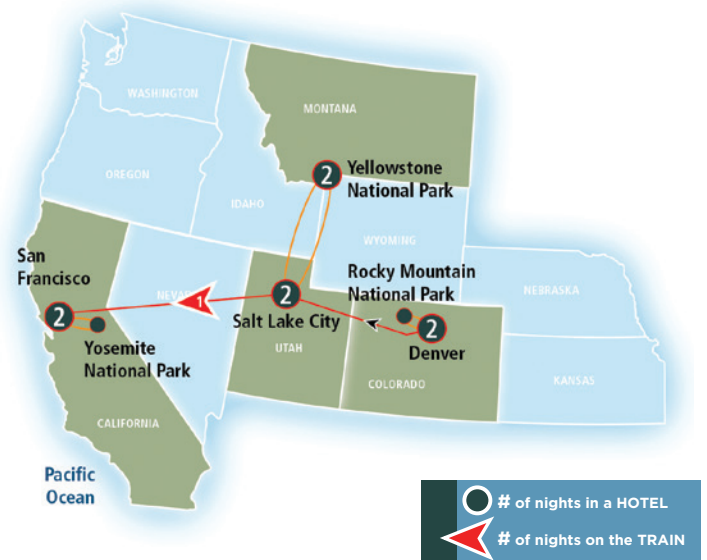 WASHINGTON
MONTANA
OREGON
IDAHO
2
Yellowstone
National Park
WYOMING
San
Francisco
NEVA
1
2
Salt Lake City
Rocky Mountain
National Park
NEBRASKA
2
Yosemite
National Park
2
Denver
UTAH
COLORADO
KANSAS
CALIFORNIA
Pacific
Ocean
# of nights in a HOTEL
# of nights on the TRAIN